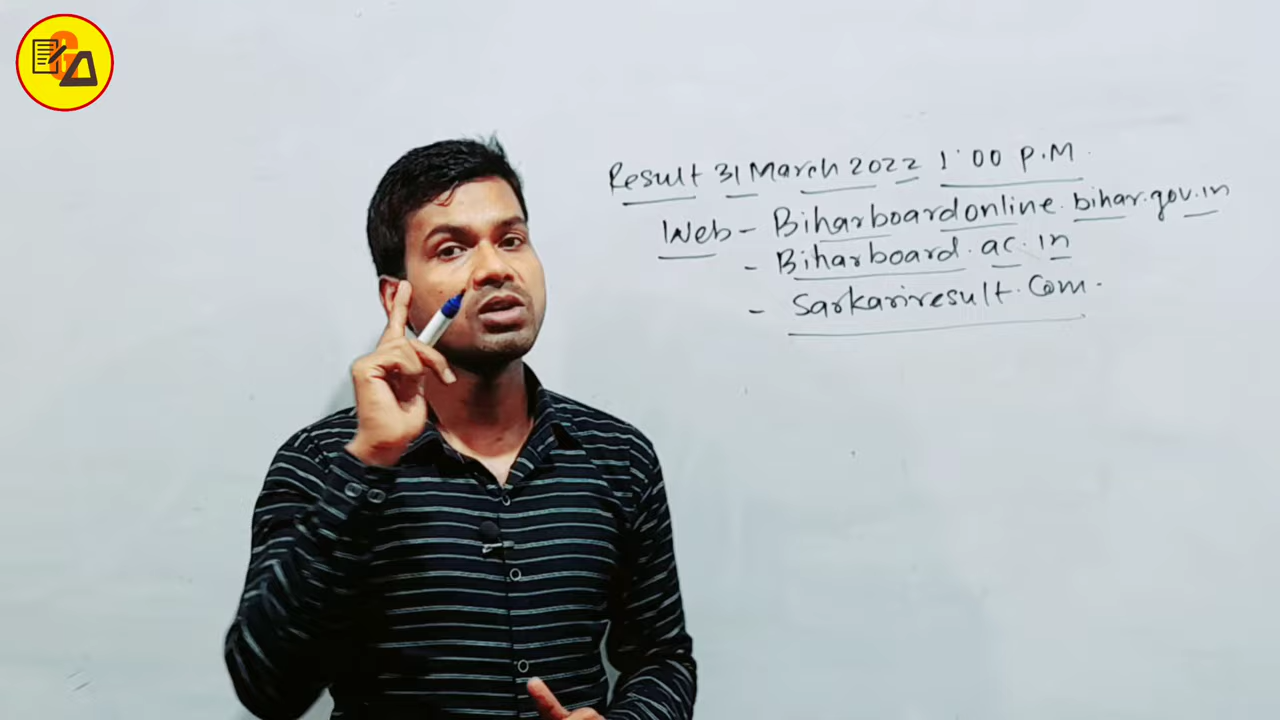 Result 31 March 2022 1:00 P.M
Web - Biharboardonline.bihar.gov.in
- Biharboard.ac.in
- Sarkariresult.Com.